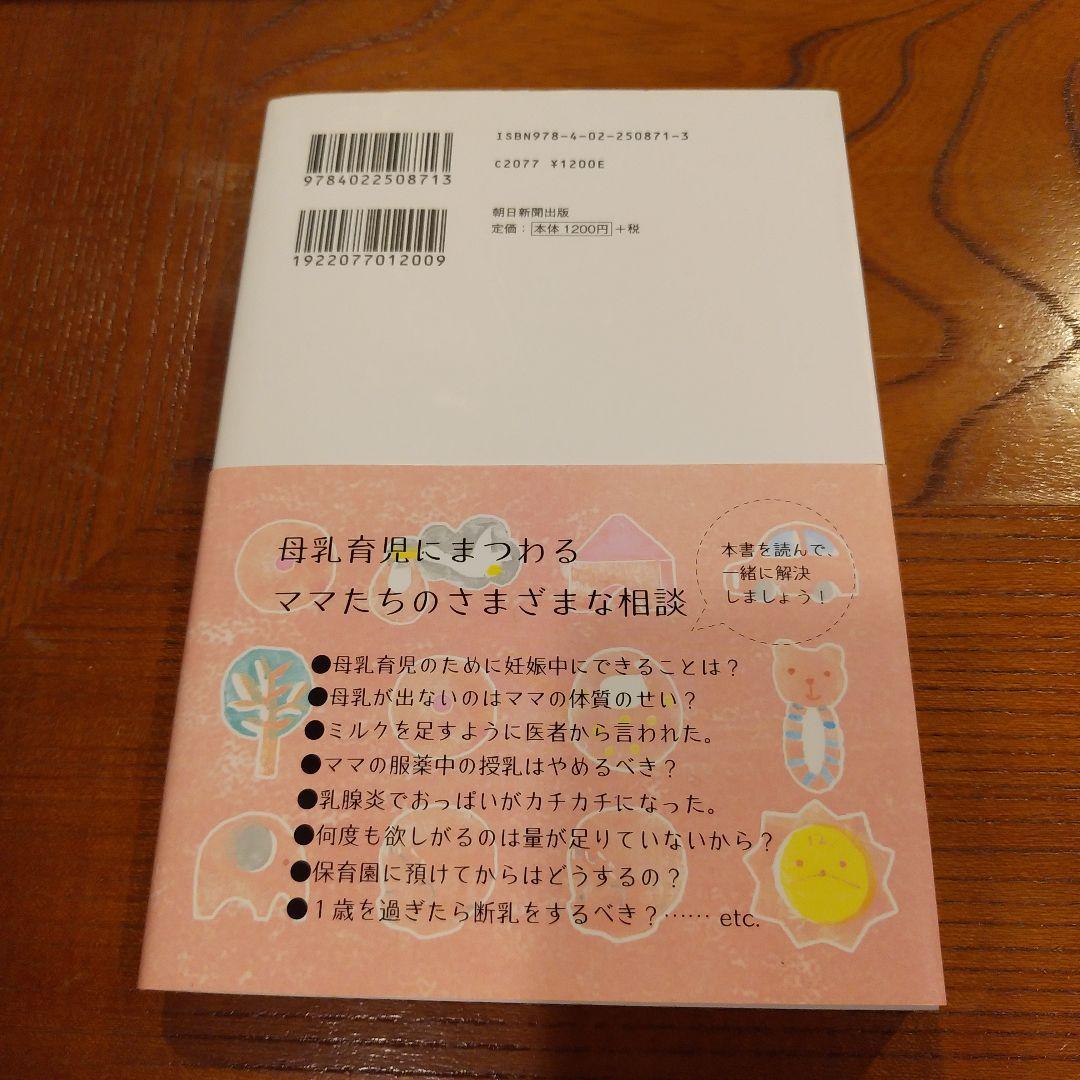 ISBN978-4-02-250871-3
9784022508713
C2077 ¥1200E
朝日新聞出版
定価：本体1200円＋税
1922077012009
母乳育児にまつわる
ママたちのさまざまな相談
本書を読んで、
一緒に解決
しましょう！
●母乳育児のために妊娠中にできることは？
●母乳が出ないのはママの体質のせい？
●ミルクを足すように医者から言われた。
●ママの服薬中の授乳はやめるべき？
●乳腺炎でおっぱいがカチカチになった。
●何度も欲しがるのは量が足りていないから？
●保育園に預けてからはどうするの？
●１歳を過ぎたら断乳をするべき？…… etc.